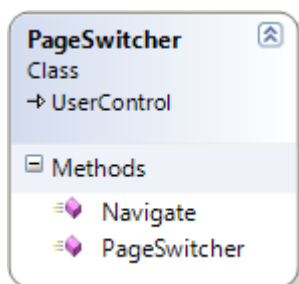 PageSwitcher
Class
UserControl
Methods
Navigate
PageSwitcher